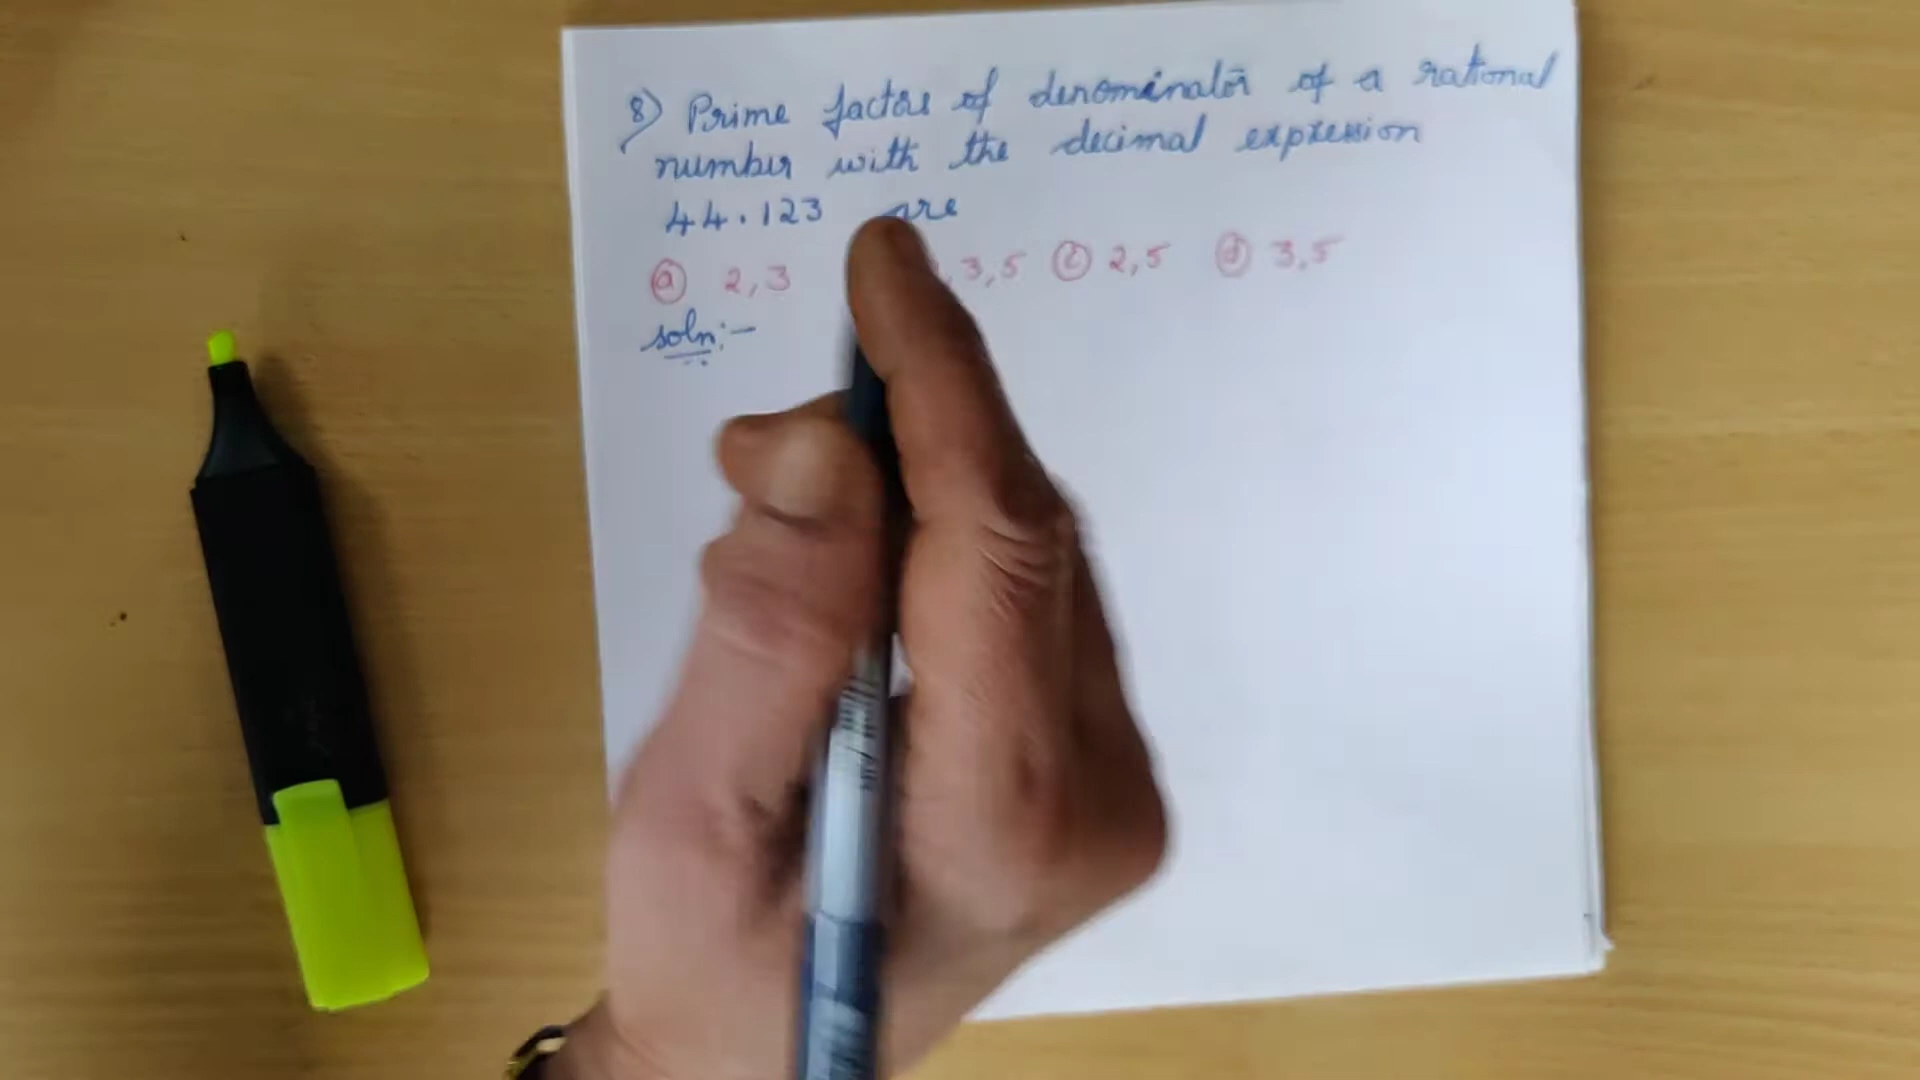 8) Prime factors of denominator of a rational
number with the decimal expression
44.123 are
(a) 2,3 ,3,5 (c) 2,5 (d) 3,5
soln:-